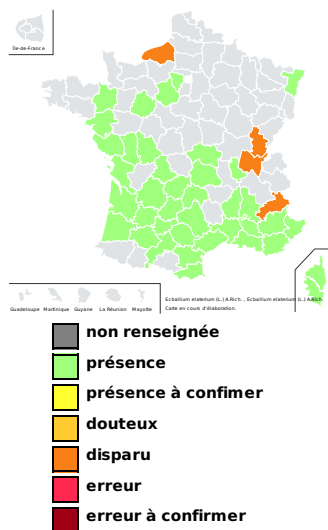 Île-de-France
Guadeloupe Martinique Guyane La Réunion Mayotte
Ecballium elaterium (L.) A.Rich. , Ecballium elaterium (L.) A.Rich.
Carte en cours d'élaboration.
non renseignée
présence
présence à confimer
douteux
disparu
erreur
erreur à confirmer